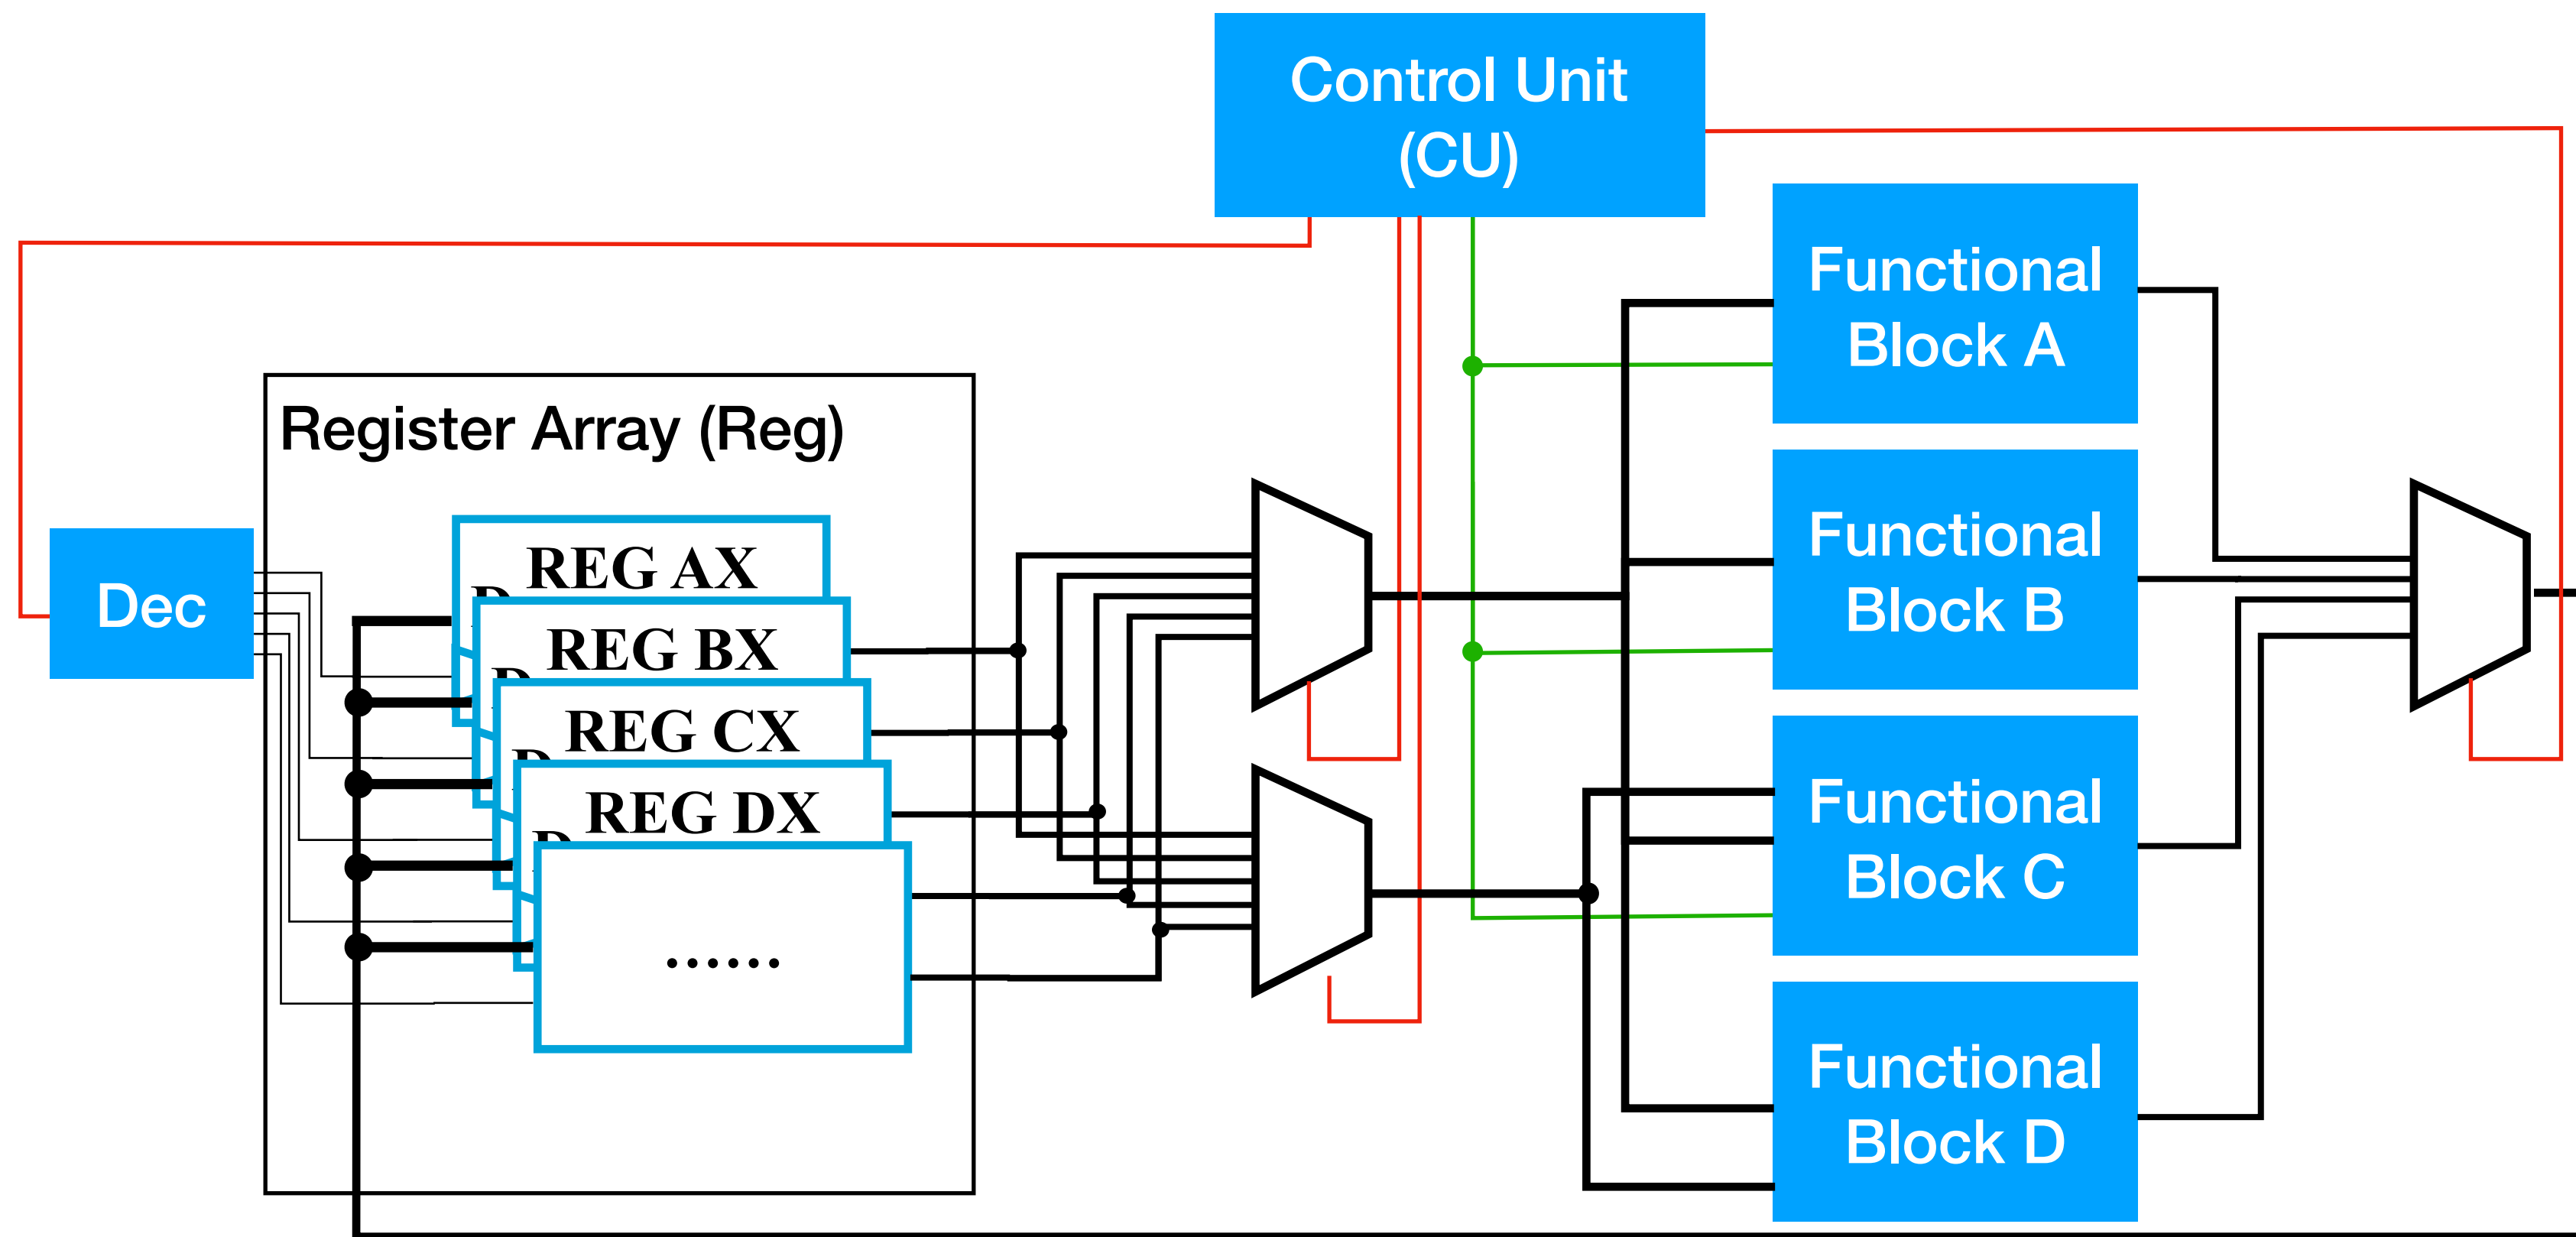 Control Unit
(CU)
Functional
Block A
Register Array (Reg)
Functional
Block B
Dec
REG AX
D
REG BX
D
REG CX
D
REG DX
D
......
Functional
Block C
Functional
Block D